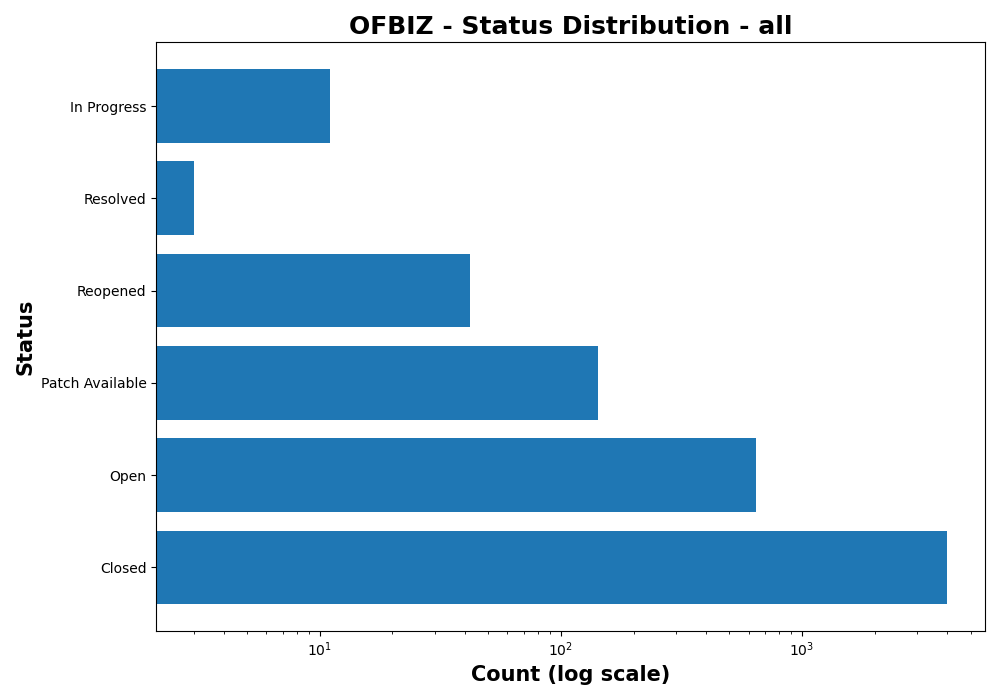 OFBIZ - Status Distribution - all
Status
In Progress
Resolved
Reopened
Patch Available
Open
Closed
10¹ 10² 10³
Count (log scale)